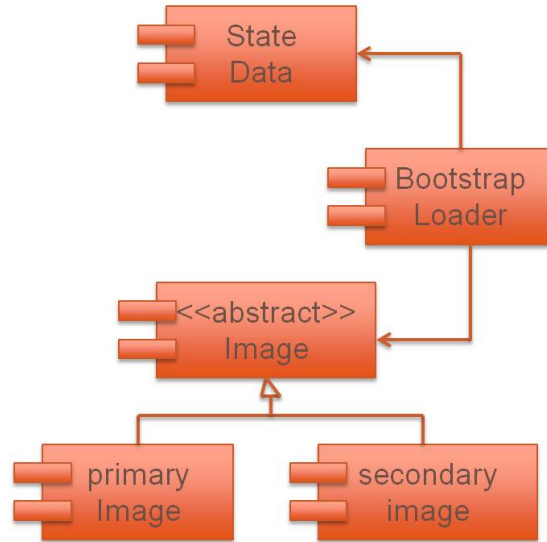 State
Data
Bootstrap
Loader
<<abstract>>
Image
primary
Image
secondary
image